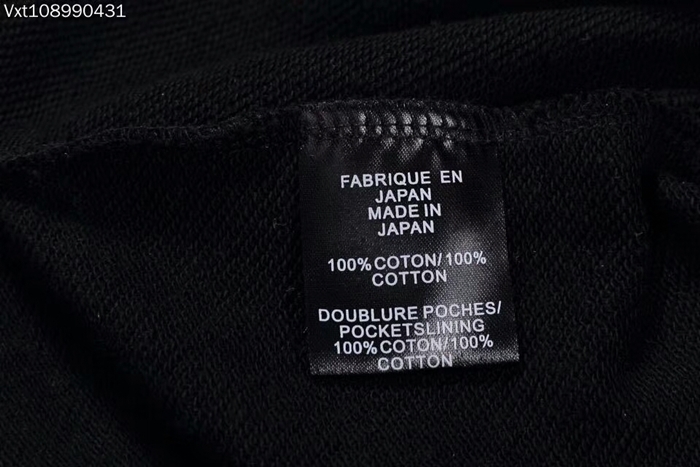 Vxt108990431
FABRIQUE EN
JAPAN
MADE IN
JAPAN
100% COTON/100%
COTTON
DOUBLURE POCHES/
POCKETSLINING
100% COTON/100%
COTTON